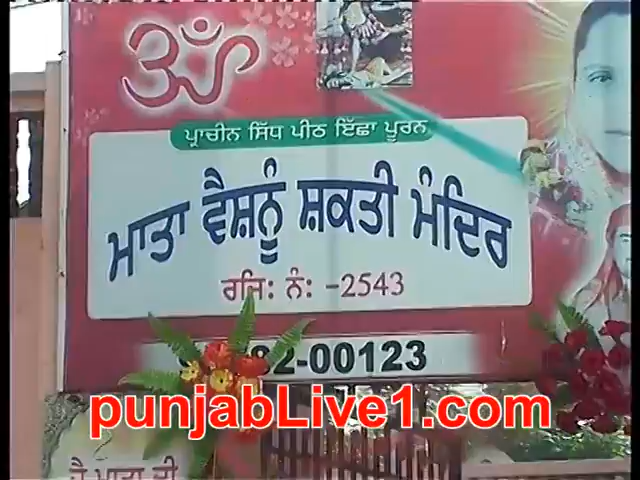 ॐ
ਪ੍ਰਾਚੀਨ ਸਿੱਧ ਪੀਠ ਇੱਛਾ ਪੂਰਨ
ਮਾਤਾ ਵੈਸ਼ਨੂੰ ਸ਼ਕਤੀ ਮੰਦਿਰ
ਰਜਿ: ਨੰ: -2543
82-00123
punjabLive1.com
ਜੈ ਮਾਤਾ ਦੀ